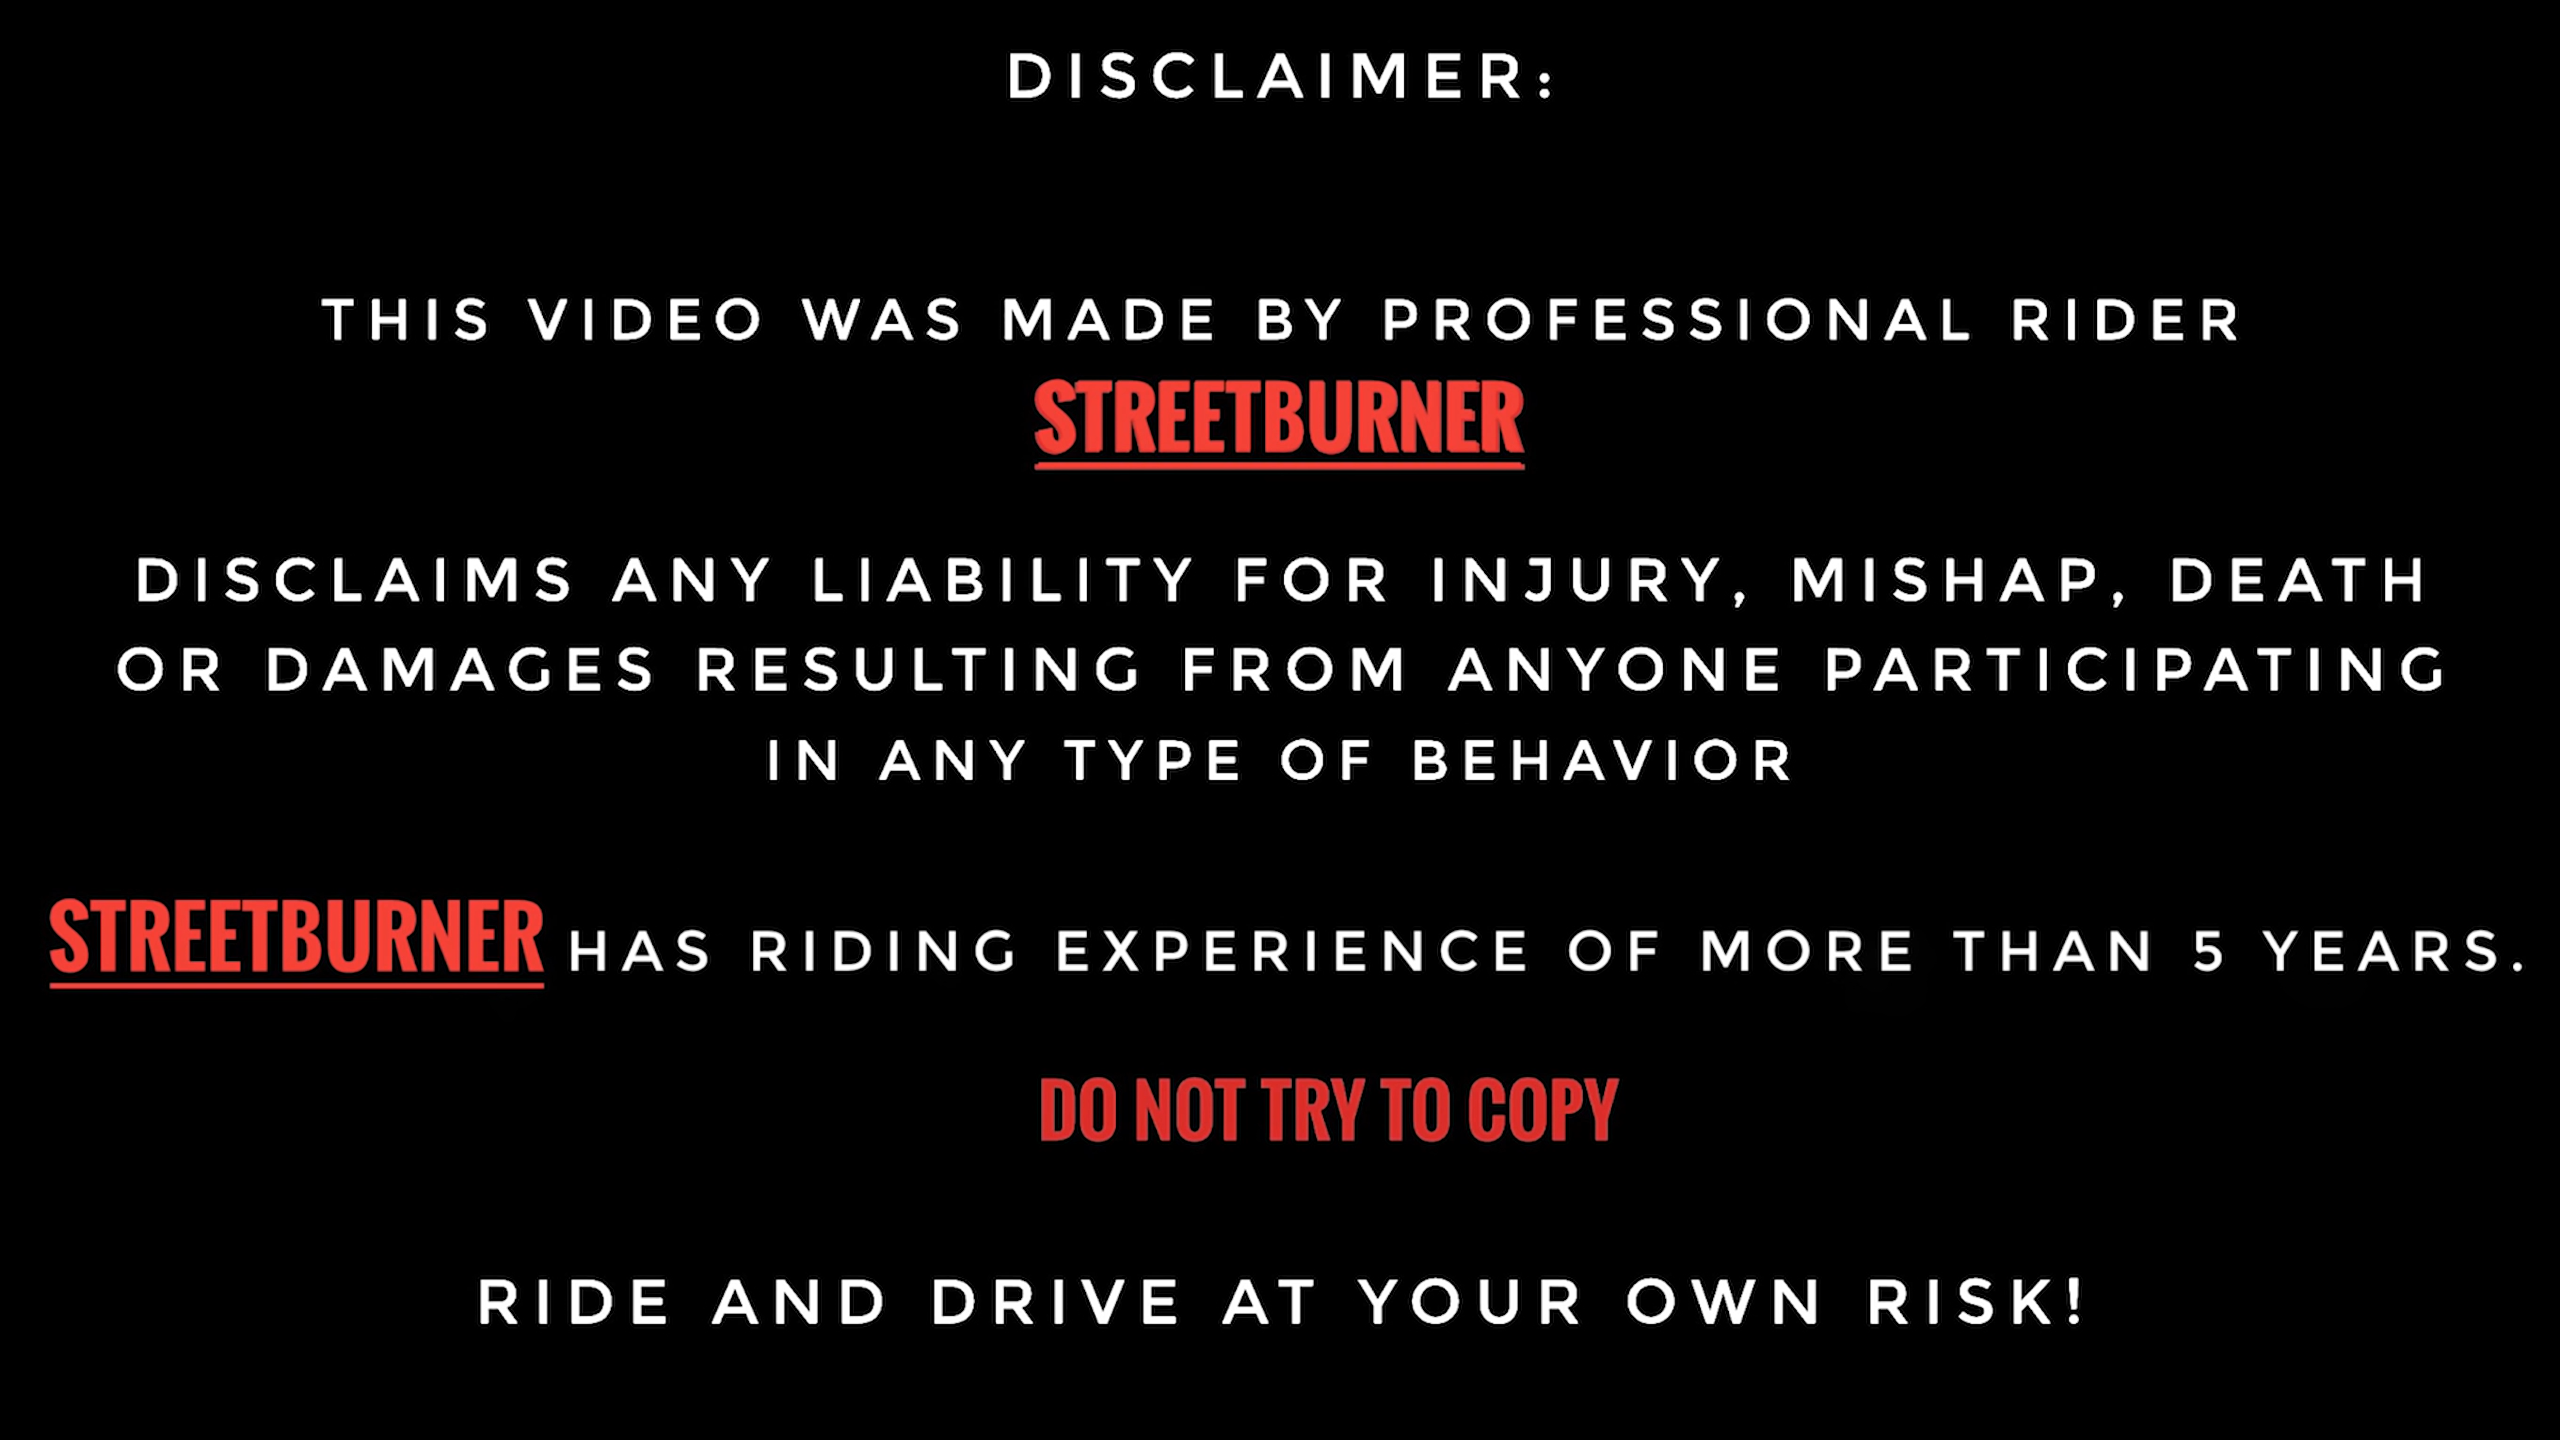 DISCLAIMER:
THIS VIDEO WAS MADE BY PROFESSIONAL RIDER
STREETBURNER
DISCLAIMS ANY LIABILITY FOR INJURY, MISHAP, DEATH
OR DAMAGES RESULTING FROM ANYONE PARTICIPATING
IN ANY TYPE OF BEHAVIOR
STREETBURNER HAS RIDING EXPERIENCE OF MORE THAN 5 YEARS.
DO NOT TRY TO COPY
RIDE AND DRIVE AT YOUR OWN RISK!